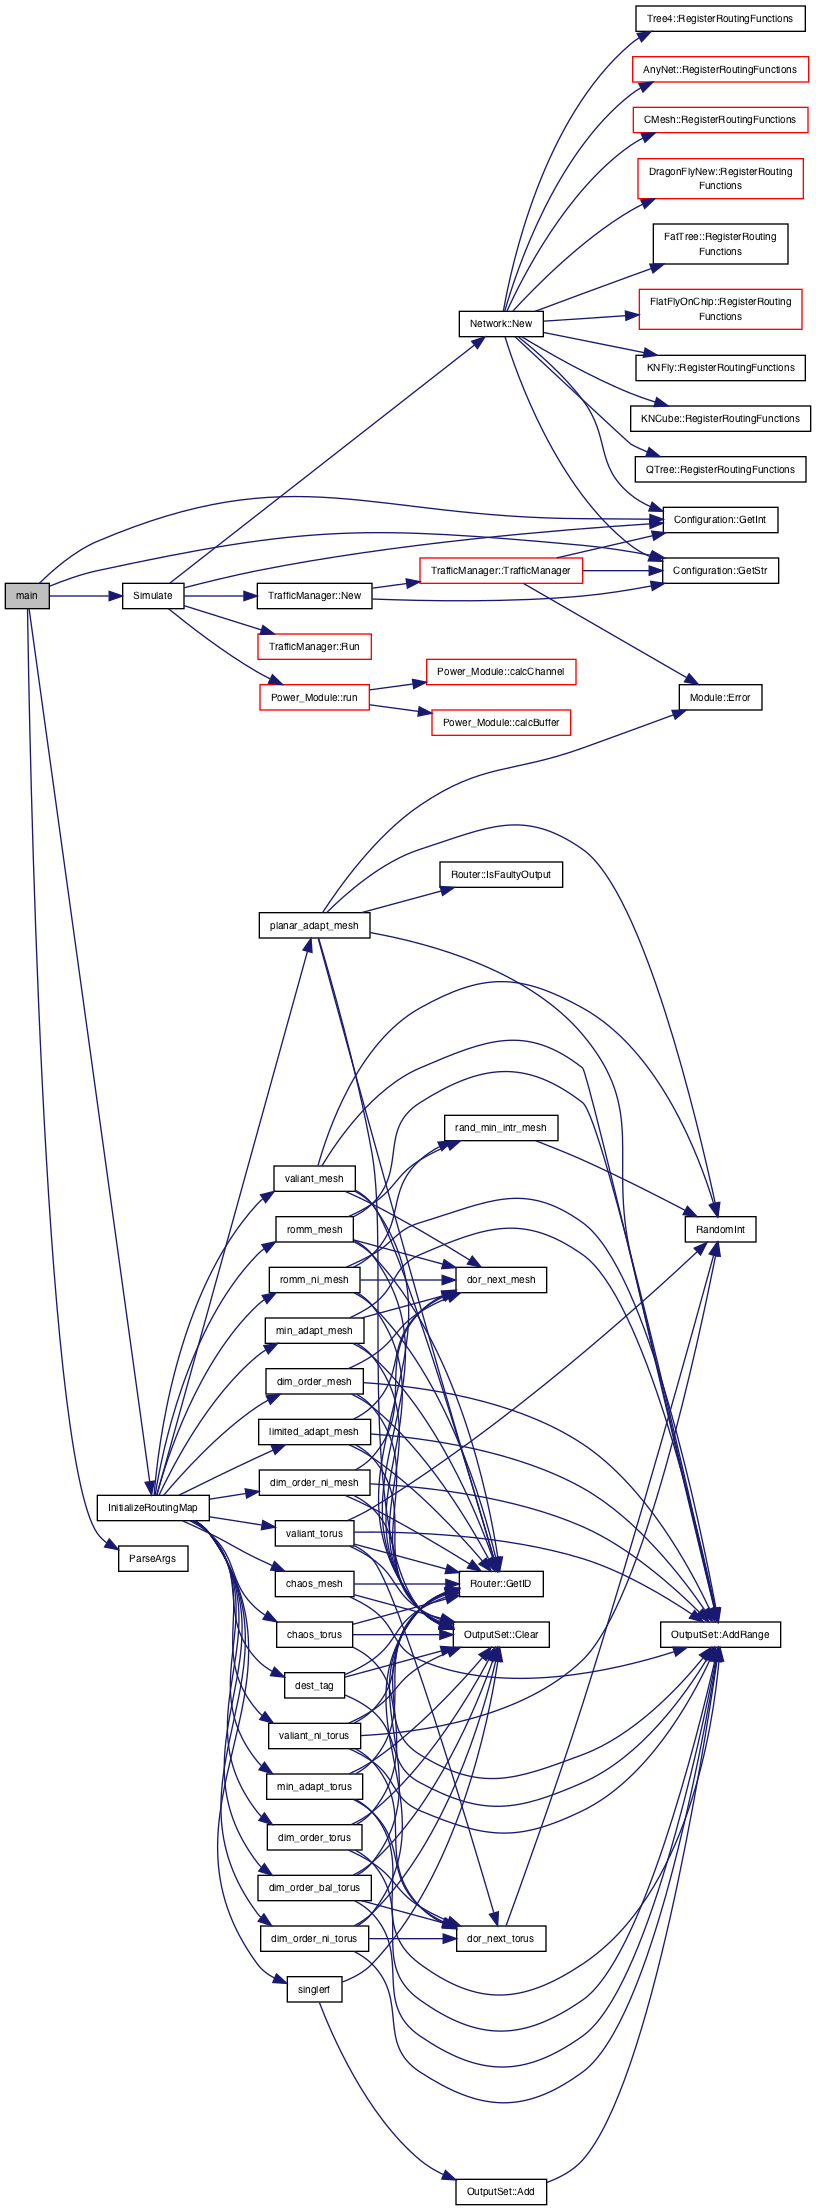 Tree4::RegisterRoutingFunctions
AnyNet::RegisterRoutingFunctions
CMesh::RegisterRoutingFunctions
DragonFlyNew::RegisterRouting
Functions
FatTree::RegisterRouting
Functions
FlatFlyOnChip::RegisterRouting
Functions
Network::New
KNFly::RegisterRoutingFunctions
KNCube::RegisterRoutingFunctions
QTree::RegisterRoutingFunctions
Configuration::GetInt
Configuration::GetStr
TrafficManager::TrafficManager
main
Simulate
TrafficManager::New
TrafficManager::Run
Power_Module::calcChannel
Power_Module::run
Module::Error
Power_Module::calcBuffer
Router::IsFaultyOutput
planar_adapt_mesh
rand_min_intr_mesh
valiant_mesh
romm_mesh
RandomInt
romm_ni_mesh
dor_next_mesh
min_adapt_mesh
dim_order_mesh
limited_adapt_mesh
dim_order_ni_mesh
InitializeRoutingMap
valiant_torus
ParseArgs
chaos_mesh
Router::GetID
chaos_torus
OutputSet::Clear
OutputSet::AddRange
dest_tag
valiant_ni_torus
min_adapt_torus
dim_order_torus
dim_order_bal_torus
dim_order_ni_torus
dor_next_torus
singlerf
OutputSet::Add